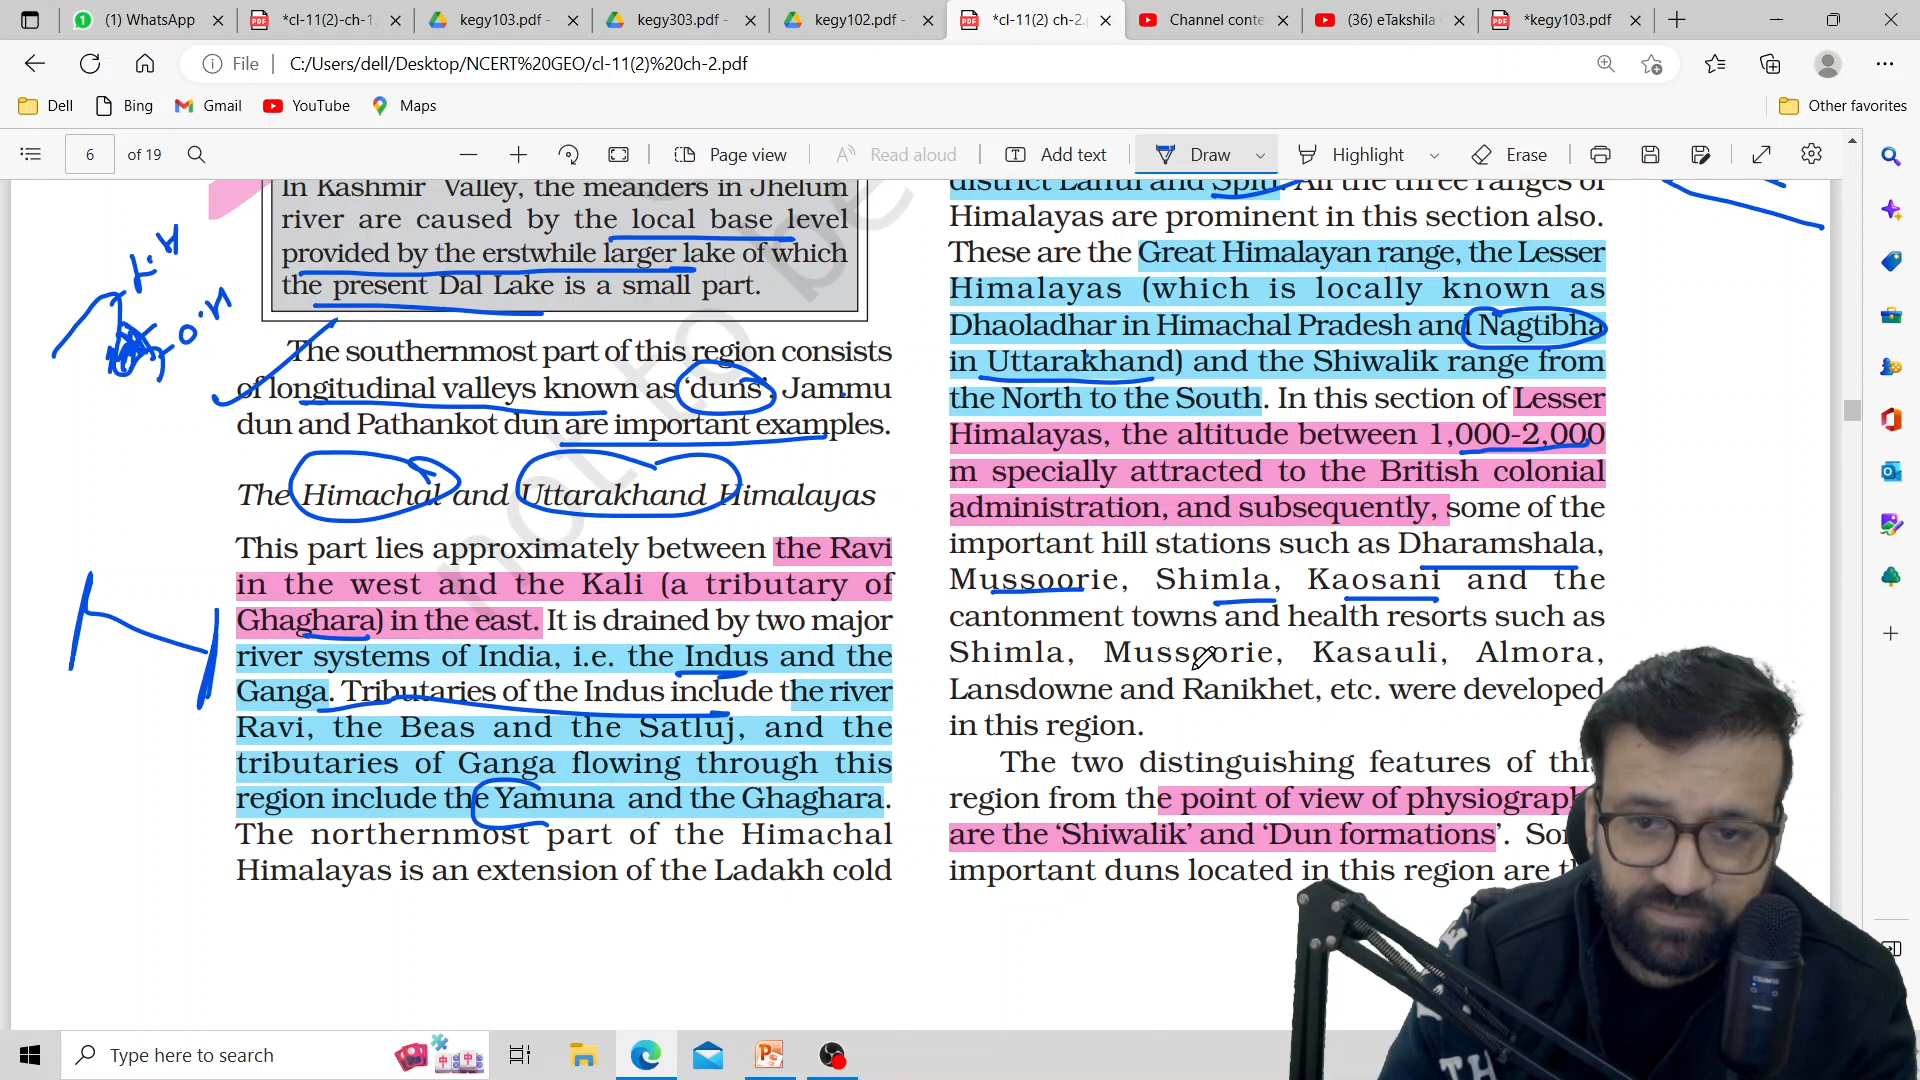 (1) WhatsApp
*cl-11(2) ch-1.
kegy103.pdf -
kegy303.pdf -
kegy102.pdf -
*cl-11(2) ch-2.p
Channel conte
(36) eTakshila
*kegy103.pdf
File
C:/Users/dell/Desktop/NCERT%20GEO/cl-11(2)%20ch-2.pdf
Dell
Bing
Gmail
YouTube
Maps
Other favorites
6 of 19
Page view
Read aloud
Add text
Draw
Highlight
Erase
In Kashmir Valley, the meanders in Jhelum
river are caused by the local base level
provided by the erstwhile larger lake of which
the present Dal Lake is a small part.
The southernmost part of this region consists
of longitudinal valleys known as ‘duns’. Jammu
dun and Pathankot dun are important examples.
The Himachal and Uttarakhand Himalayas
This part lies approximately between the Ravi
in the west and the Kali (a tributary of
Ghaghara) in the east. It is drained by two major
river systems of India, i.e. the Indus and the
Ganga. Tributaries of the Indus include the river
Ravi, the Beas and the Satluj, and the
tributaries of Ganga flowing through this
region include the Yamuna and the Ghaghara.
The northernmost part of the Himachal
Himalayas is an extension of the Ladakh cold
district Lahul and Spiti. All the three ranges of
Himalayas are prominent in this section also.
These are the Great Himalayan range, the Lesser
Himalayas (which is locally known as
Dhaoladhar in Himachal Pradesh and Nagtibha
in Uttarakhand) and the Shiwalik range from
the North to the South. In this section of Lesser
Himalayas, the altitude between 1,000-2,000
m specially attracted to the British colonial
administration, and subsequently, some of the
important hill stations such as Dharamshala,
Mussoorie, Shimla, Kaosani and the
cantonment towns and health resorts such as
Shimla, Mussoorie, Kasauli, Almora,
Lansdowne and Ranikhet, etc. were developed
in this region.
The two distinguishing features of this
region from the point of view of physiograph
are the ‘Shiwalik’ and ‘Dun formations’. Som
important duns located in this region are th
not to be
Type here to search